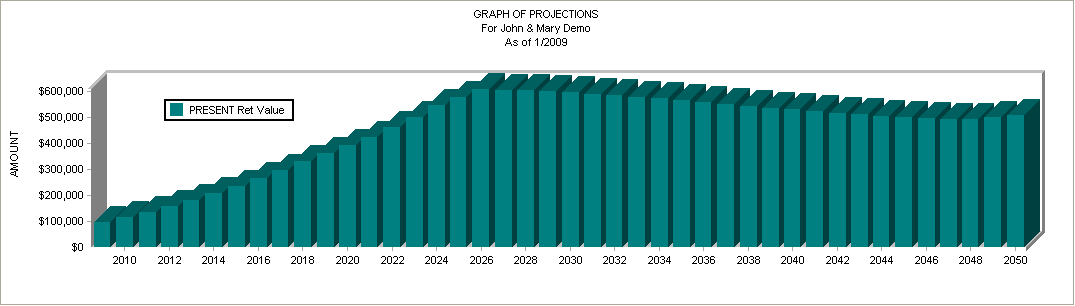 GRAPH OF PROJECTIONS
For John & Mary Demo
As of 1/2009
PRESENT Ret Value
AMOUNT
$600,000
$500,000
$400,000
$300,000
$200,000
$100,000
$0
2010 2012 2014 2016 2018 2020 2022 2024 2026 2028 2030 2032 2034 2036 2038 2040 2042 2044 2046 2048 2050